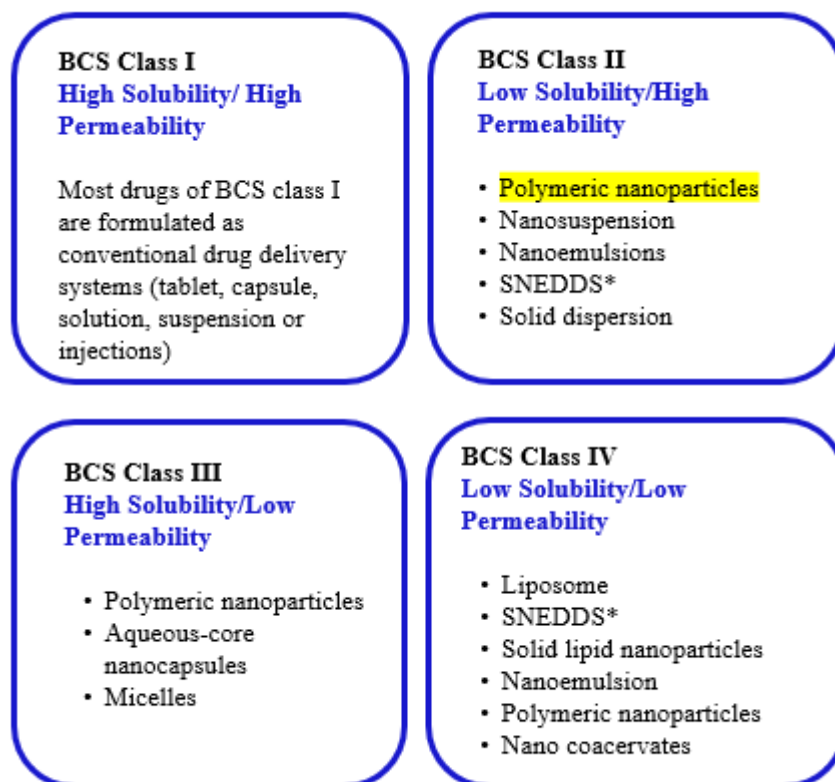 BCS Class I
High Solubility/ High
Permeability
Most drugs of BCS class I
are formulated as
conventional drug delivery
systems (tablet, capsule,
solution, suspension or
injections)
BCS Class II
Low Solubility/High
Permeability
• Polymeric nanoparticles
• Nanosuspension
• Nanoemulsions
• SNEDDS*
• Solid dispersion
BCS Class III
High Solubility/Low
Permeability
• Polymeric nanoparticles
• Aqueous-core
nanocapsules
• Micelles
BCS Class IV
Low Solubility/Low
Permeability
• Liposome
• SNEDDS*
• Solid lipid nanoparticles
• Nanoemulsion
• Polymeric nanoparticles
• Nano coacervates